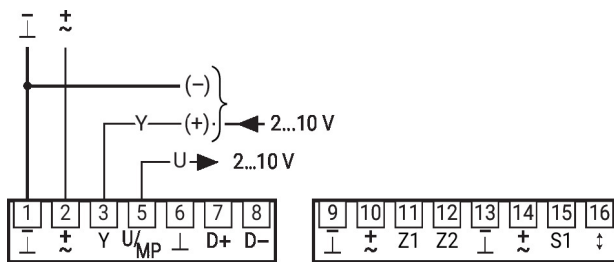 – +
⊥ ~
(–)
Y (+) 2...10 V
U 2...10 V
1 2 3 5 6 7 8 9 10 11 12 13 14 15 16
⊥ ~ Y U/MP ⊥ D+ D– ⊥ ~ Z1 Z2 ⊥ ~ S1 ↕